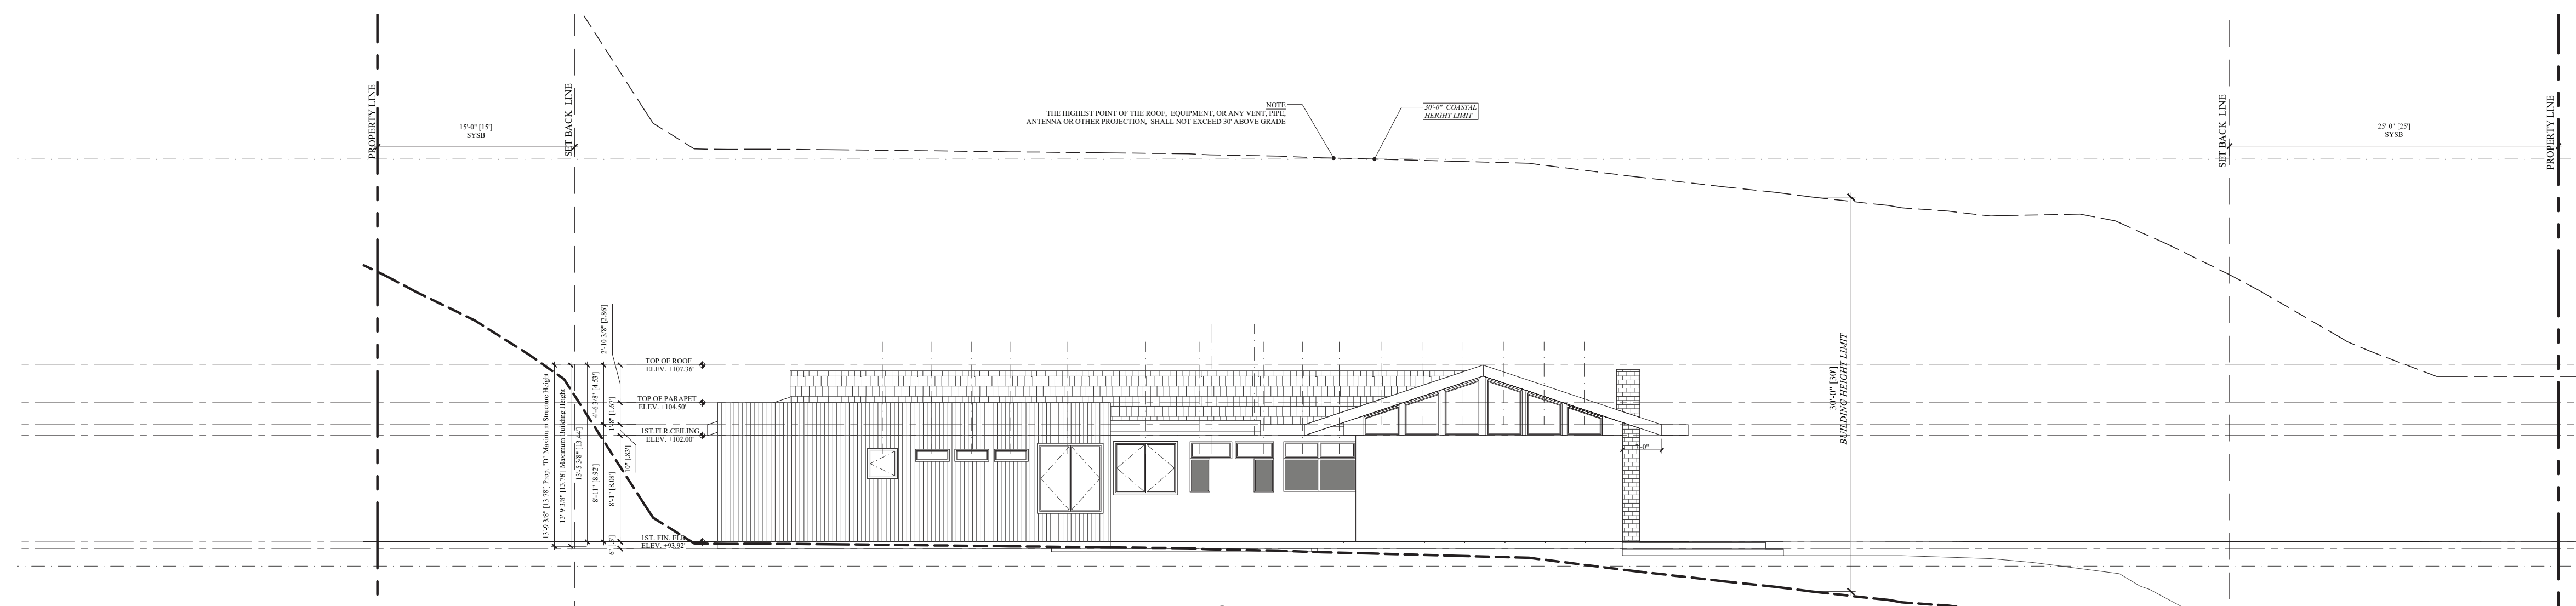 PROPERTY LINE
15'-0" [15']
SYSB
SET BACK LINE
NOTE
THE HIGHEST POINT OF THE ROOF, EQUIPMENT, OR ANY VENT, PIPE,
ANTENNA OR OTHER PROJECTION, SHALL NOT EXCEED 30' ABOVE GRADE
30'-0" COASTAL
HEIGHT LIMIT
SET BACK LINE
25'-0" [25']
SYSB
PROPERTY LINE
13'-9 3/8" [13.78'] Prop. "D" Maximum Structure Height
13'-9 3/8" [13.78'] Maximum Building Height
13'-5 3/8" [13.44']
4'-6 3/8" [4.53']
8'-11" [8.92']
2'-10 3/8" [2.86']
1'-8" [1.67']
10" [.83']
8'-1" [8.08']
6" [.5']
TOP OF ROOF
ELEV. +107.36'
TOP OF PARAPET
ELEV. +104.50'
1ST.FLR.CEILING
ELEV. +102.00'
1ST. FIN. FLR.
ELEV. +93.92'
30'-0" [30']
BUILDING HEIGHT LIMIT